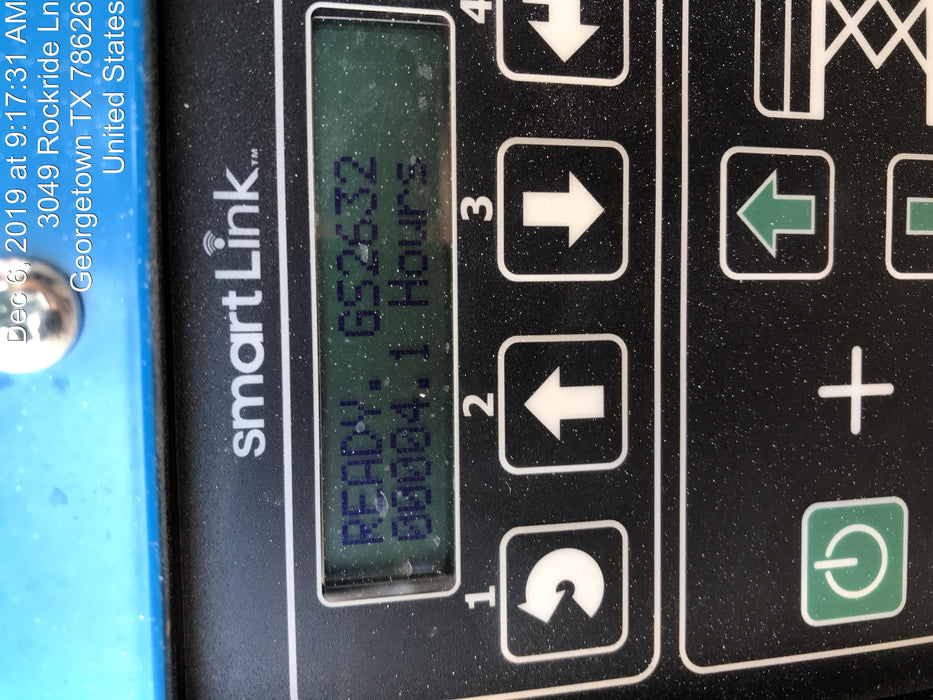 Dec 6, 2019 at 9:17:31 AM
3049 Rockride Ln
Georgetown TX 78626
United States
smartLink™
READY. GS2632
00004.1 Hours
1 2 3 4